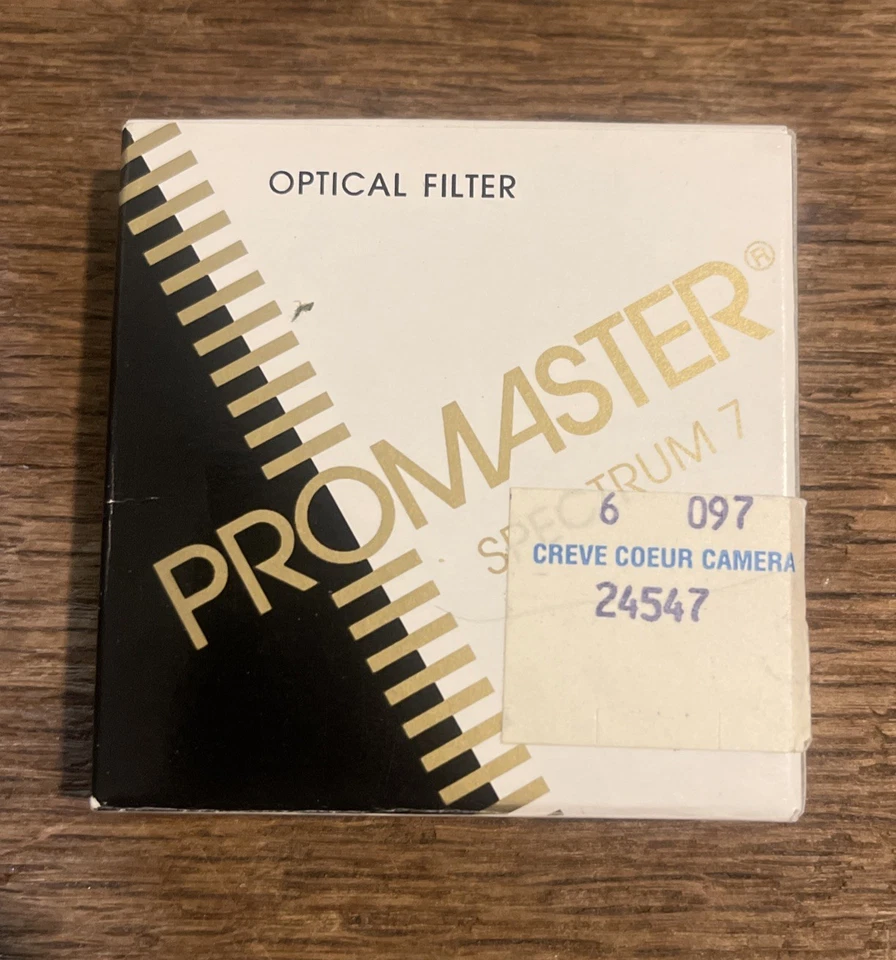 OPTICAL FILTER
PROMASTER®
SPECTRUM 7
6 097
CREVE COEUR CAMERA
24547